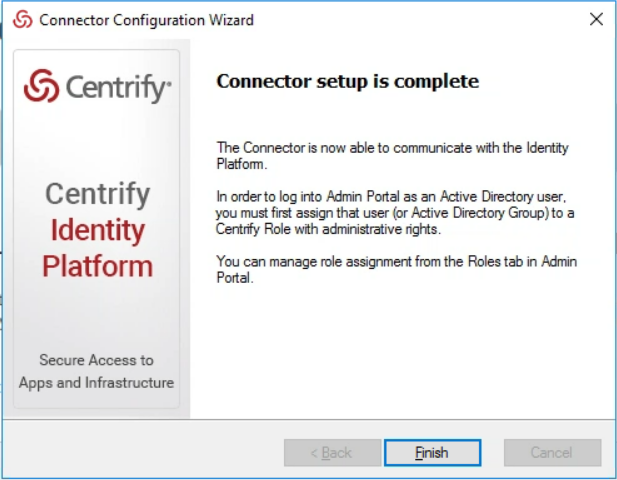 Connector Configuration Wizard
Centrify
Centrify
Identity
Platform
Secure Access to
Apps and Infrastructure
Connector setup is complete
The Connector is now able to communicate with the Identity
Platform.
In order to log into Admin Portal as an Active Directory user,
you must first assign that user (or Active Directory Group) to a
Centrify Role with administrative rights.
You can manage role assignment from the Roles tab in Admin
Portal.
< Back
Finish
Cancel